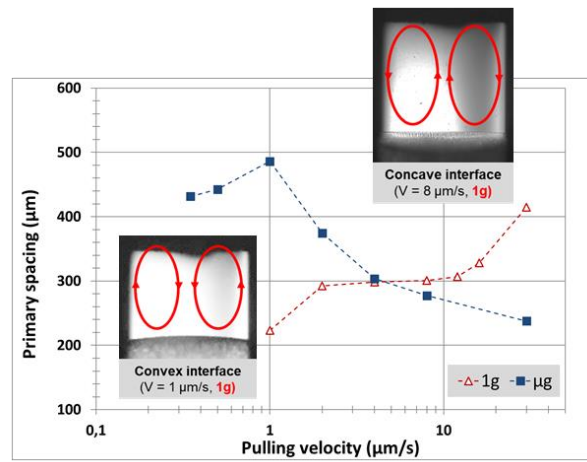 600
500
400
300
200
100
Primary spacing (µm)
0,1
1
10
Pulling velocity (µm/s)
Concave interface
(V = 8 µm/s, 1g)
Convex interface
(V = 1 µm/s, 1g)
1g
µg